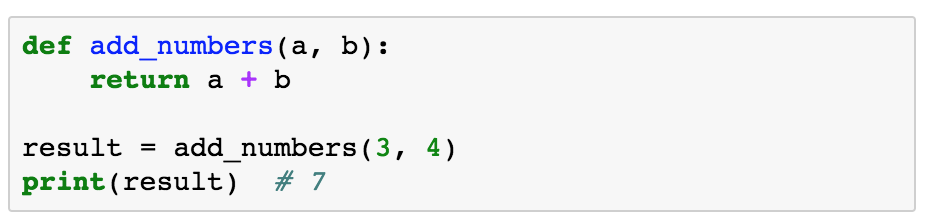 def add_numbers(a, b):
    return a + b

result = add_numbers(3, 4)
print(result)  # 7